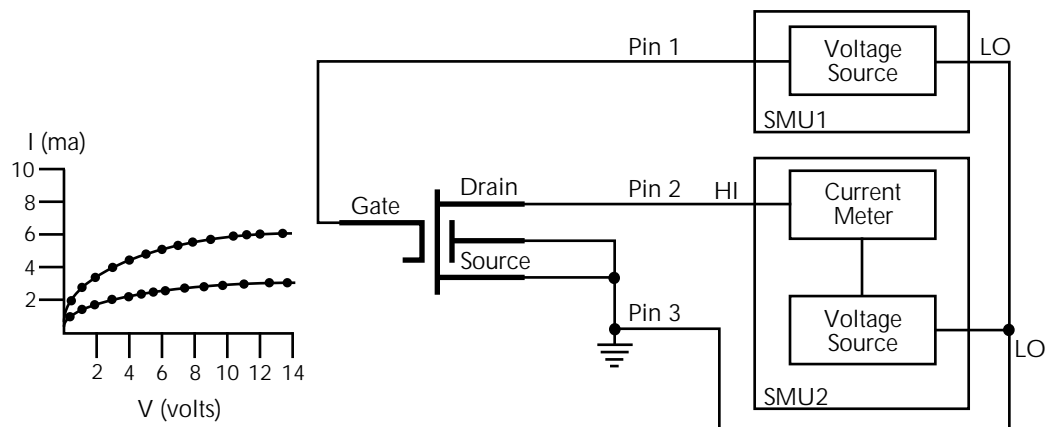 I (ma)
10
8
6
4
2
2 4 6 8 10 12 14
V (volts)
Gate
Drain
Source
Pin 1
Pin 2
HI
Pin 3
Voltage
Source
LO
SMU1
Current
Meter
Voltage
Source
LO
SMU2